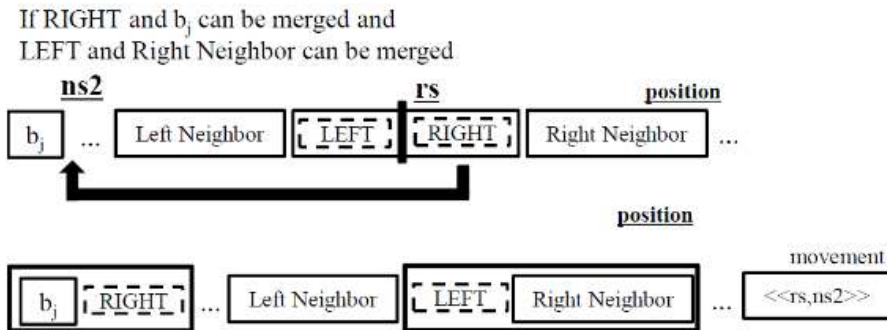 If RIGHT and bj can be merged and
LEFT and Right Neighbor can be merged
ns2 rs position
bj ... Left Neighbor LEFT RIGHT Right Neighbor ...
position
movement
bj RIGHT ... Left Neighbor LEFT Right Neighbor ... <<rs,ns2>>